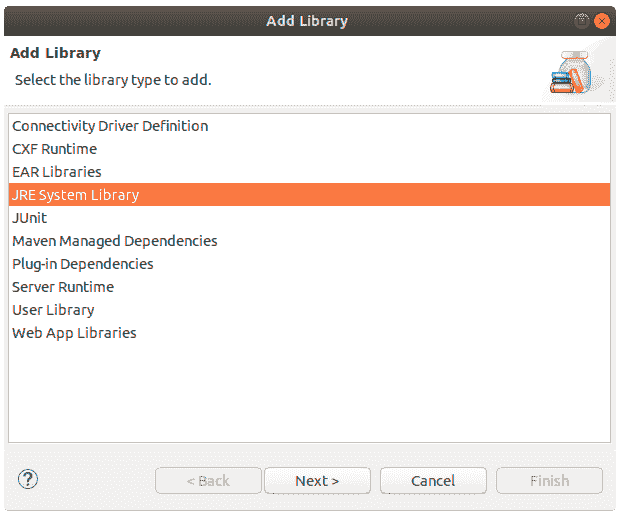 Add Library
Add Library
Select the library type to add.
Connectivity Driver Definition
CXF Runtime
EAR Libraries
JRE System Library
JUnit
Maven Managed Dependencies
Plug-in Dependencies
Server Runtime
User Library
Web App Libraries
?
< Back
Next >
Cancel
Finish